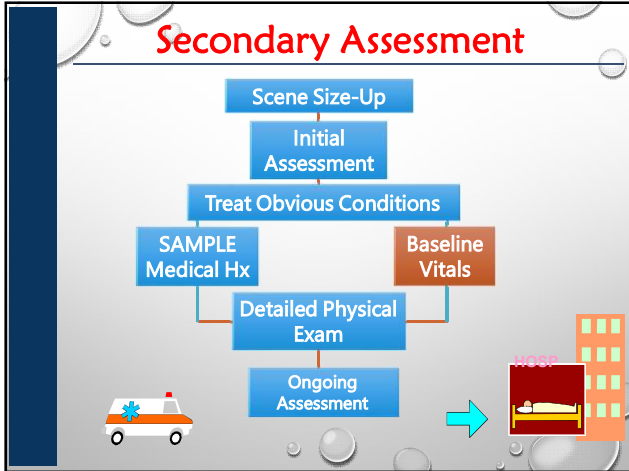 Secondary Assessment
Scene Size-Up
Initial
Assessment
Treat Obvious Conditions
SAMPLE
Medical Hx
Baseline
Vitals
Detailed Physical
Exam
Ongoing
Assessment
HOSP